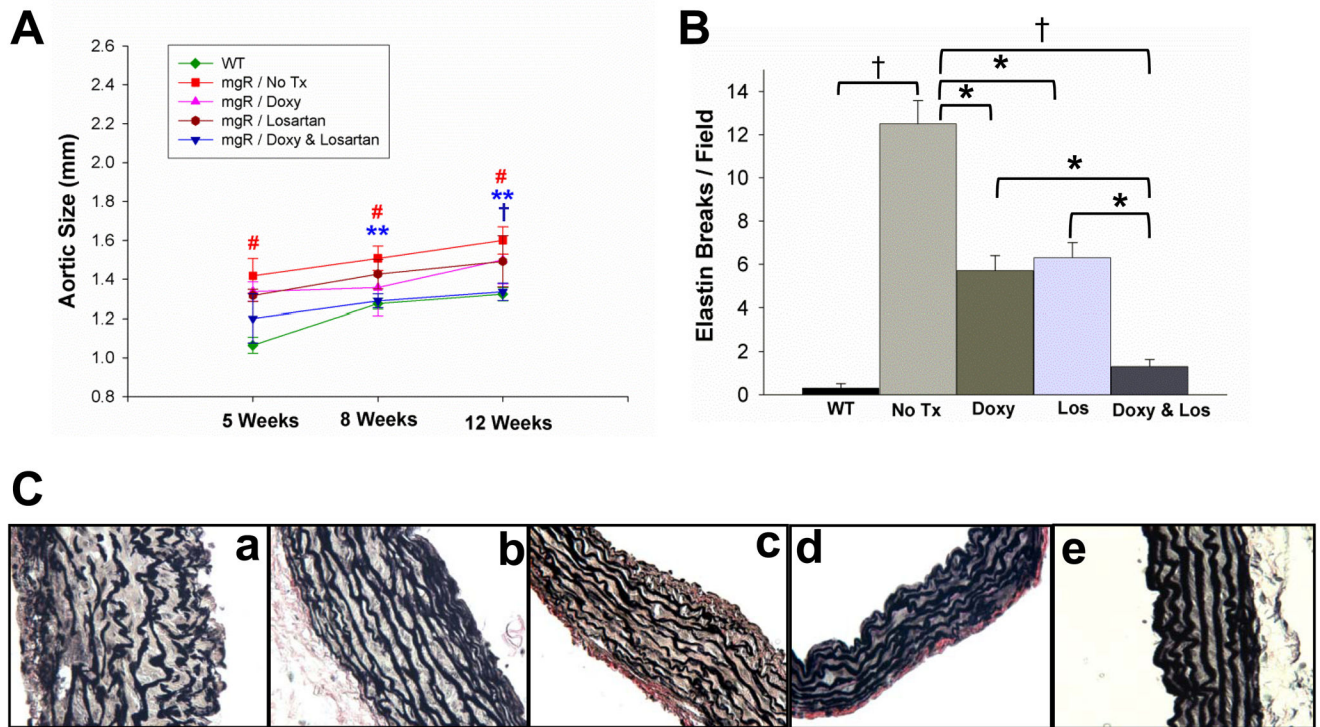 A
Aortic Size (mm)
2.6
2.4
2.2
2.0
1.8
1.6
1.4
1.2
1.0
0.8
WT
mgR / No Tx
mgR / Doxy
mgR / Losartan
mgR / Doxy & Losartan
#
#
**
#
**
†
5 Weeks 8 Weeks 12 Weeks
B
Elastin Breaks / Field
14
12
10
8
6
4
2
0
†
†
*
*
*
*
WT No Tx Doxy Los Doxy & Los
C
a b c d e